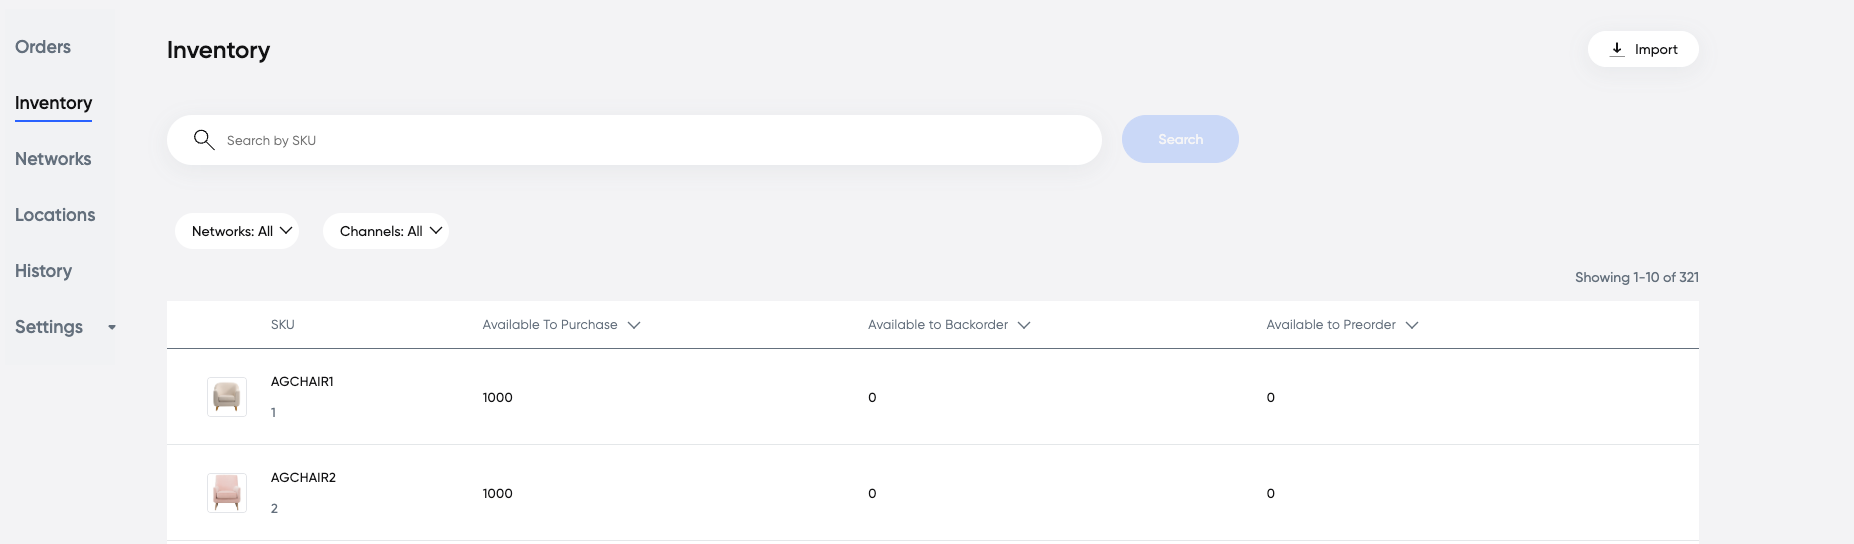 Orders
Inventory
Networks
Locations
History
Settings
Inventory
Import
Search by SKU
Search
Networks: All
Channels: All
Showing 1-10 of 321
SKU Available To Purchase Available to Backorder Available to Preorder
AGCHAIR1
1
1000 0 0
AGCHAIR2
2
1000 0 0